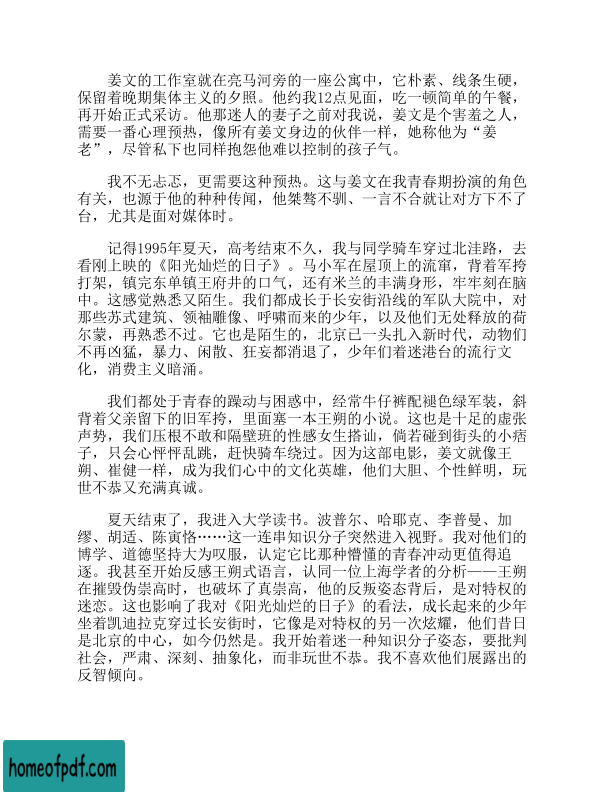 姜文的工作室就在亮马河旁的一座公寓中，它朴素、线条生硬，
保留着晚期集体主义的夕照。他约我12点见面，吃一顿简单的午餐，
再开始正式采访。他那迷人的妻子之前对我说，姜文是个害羞之人，
需要一番心理预热，像所有姜文身边的伙伴一样，她称他为“姜
老”，尽管私下也同样抱怨他难以控制的孩子气。
我不无忐忑，更需要这种预热。这与姜文在我青春期扮演的角色
有关，也源于他的种种传闻，他桀骜不驯、一言不合就让对方下不了
台，尤其是面对媒体时。
记得1995年夏天，高考结束不久，我与同学骑车穿过北洼路，去
看刚上映的《阳光灿烂的日子》。马小军在屋顶上的流窜，背着军挎
打架，镇完东单镇王府井的口气，还有米兰的丰满身形，牢牢刻在脑
中。这感觉熟悉又陌生。我们都成长于长安街沿线的军队大院中，对
那些苏式建筑、领袖雕像、呼啸而来的少年，以及他们无处释放的荷
尔蒙，再熟悉不过。它也是陌生的，北京已一头扎入新时代，动物们
不再凶猛，暴力、闲散、狂妄都消退了，少年们着迷港台的流行文
化，消费主义暗涌。
我们都处于青春的躁动与困惑中，经常牛仔裤配褪色绿军装，斜
背着父亲留下的旧军挎，里面塞一本王朔的小说。这也是十足的虚张
声势，我们压根不敢和隔壁班的性感女生搭讪，倘若碰到街头的小痞
子，只会心怦怦乱跳，赶快骑车绕过。因为这部电影，姜文就像王
朔、崔健一样，成为我们心中的文化英雄，他们大胆、个性鲜明，玩
世不恭又充满真诚。
夏天结束了，我进入大学读书。波普尔、哈耶克、李普曼、加
缪、胡适、陈寅恪……这一连串知识分子突然进入视野。我对他们的
博学、道德坚持大为叹服，认定它比那种懵懂的青春冲动更值得追
逐。我甚至开始反感王朔式语言，认同一位上海学者的分析——王朔
在摧毁伪崇高时，也破坏了真崇高，他的反叛姿态背后，是对特权的
迷恋。这也影响了我对《阳光灿烂的日子》的看法，成长起来的少年
坐着凯迪拉克穿过长安街时，它像是对特权的另一次炫耀，他们昔日
是北京的中心，如今仍然是。我开始着迷一种知识分子姿态，要批判
社会，严肃、深刻、抽象化，而非玩世不恭。我不喜欢他们展露出的
反智倾向。
homeofpdf.com